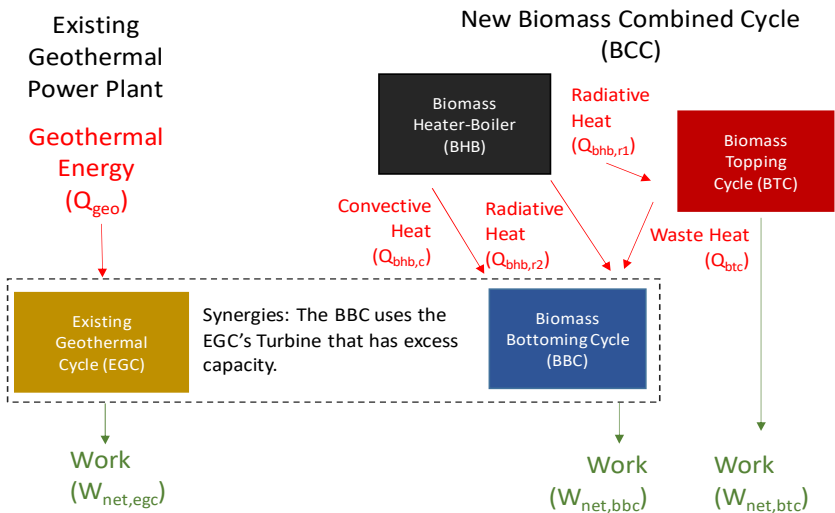 Existing
Geothermal
Power Plant
New Biomass Combined Cycle
(BCC)
Geothermal
Energy
(Qgeo)
Biomass
Heater-Boiler
(BHB)
Radiative
Heat
(Qbhb,r1)
Biomass
Topping
Cycle (BTC)
Convective
Heat
(Qbhb,c)
Radiative
Heat
(Qbhb,r2)
Waste Heat
(Qbtc)
Existing
Geothermal
Cycle (EGC)
Synergies: The BBC uses the
EGC's Turbine that has excess
capacity.
Biomass
Bottoming Cycle
(BBC)
Work
(Wnet,egc)
Work
(Wnet,bbc)
Work
(Wnet,btc)